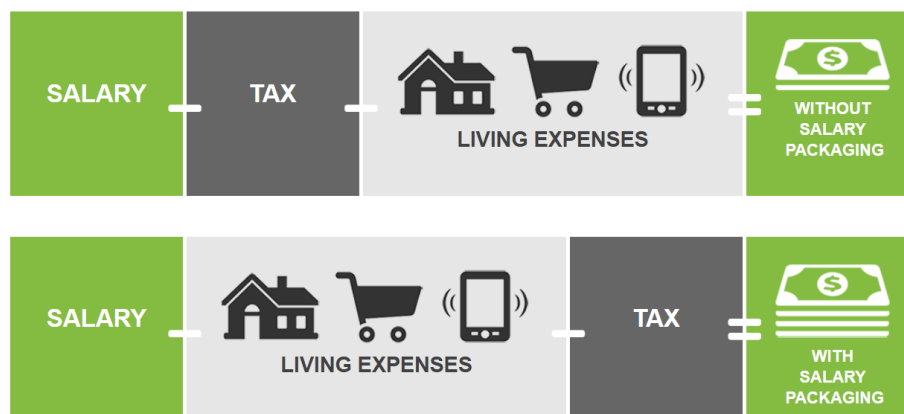 SALARY
TAX
LIVING EXPENSES
$
WITHOUT
SALARY
PACKAGING
SALARY
LIVING EXPENSES
TAX
$
WITH
SALARY
PACKAGING